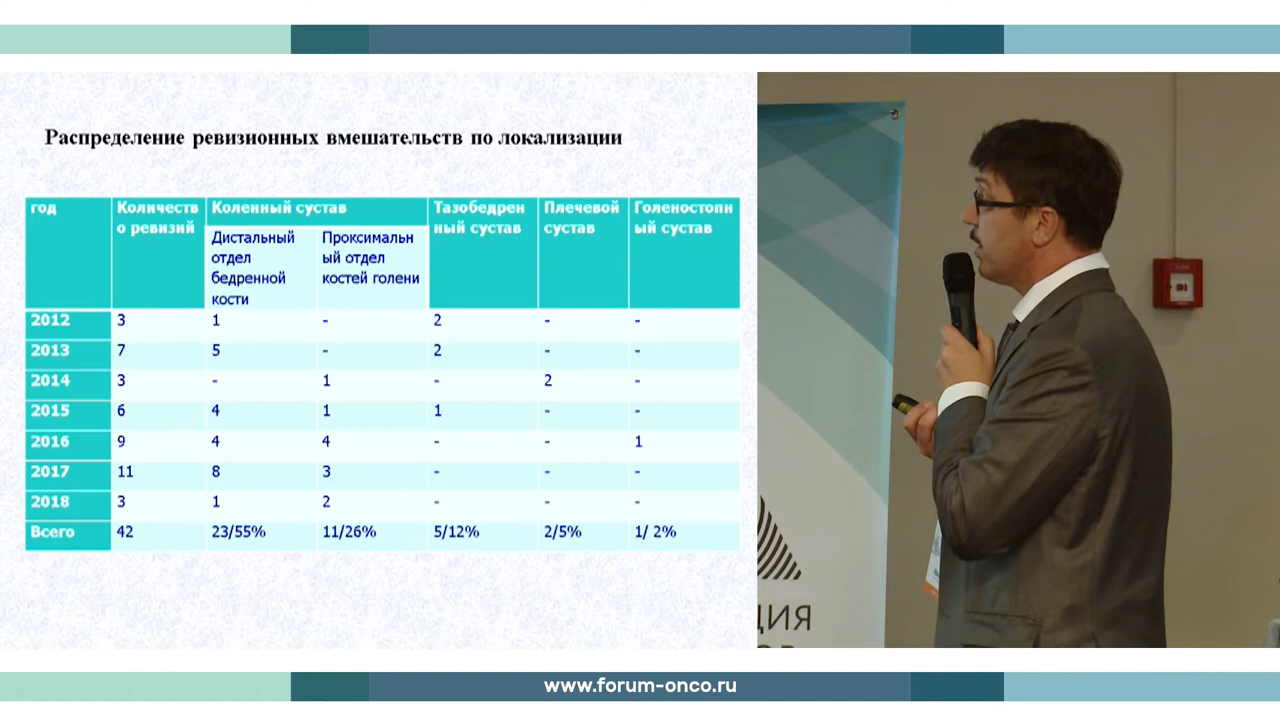 Распределение ревизионных вмешательств по локализации
год
Количеств
о ревизий
Коленный сустав
Тазобедрен
ный сустав
Плечевой
сустав
Голеностопн
ый сустав
Дистальный
отдел
бедренной
кости
Проксимальн
ый отдел
костей голени
2012 3 1 - 2 - -
2013 7 5 - 2 - -
2014 3 - 1 - 2 -
2015 6 4 1 1 - -
2016 9 4 4 - - 1
2017 11 8 3 - - -
2018 3 1 2 - - -
Всего 42 23/55% 11/26% 5/12% 2/5% 1/ 2%
ЦИЯ
www.forum-onco.ru